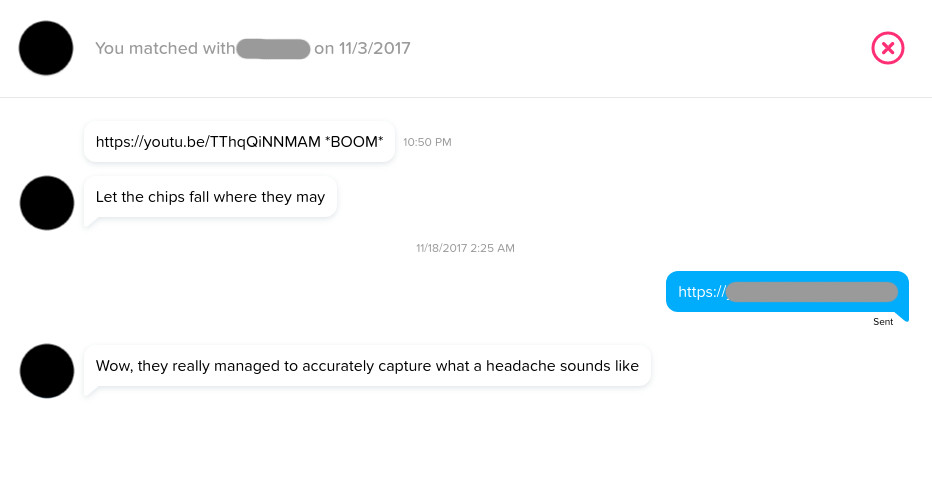 You matched with on 11/3/2017
https://youtu.be/TThqQiNNMAM *BOOM* 10:50 PM
Let the chips fall where they may
11/18/2017 2:25 AM
https://
Sent
Wow, they really managed to accurately capture what a headache sounds like